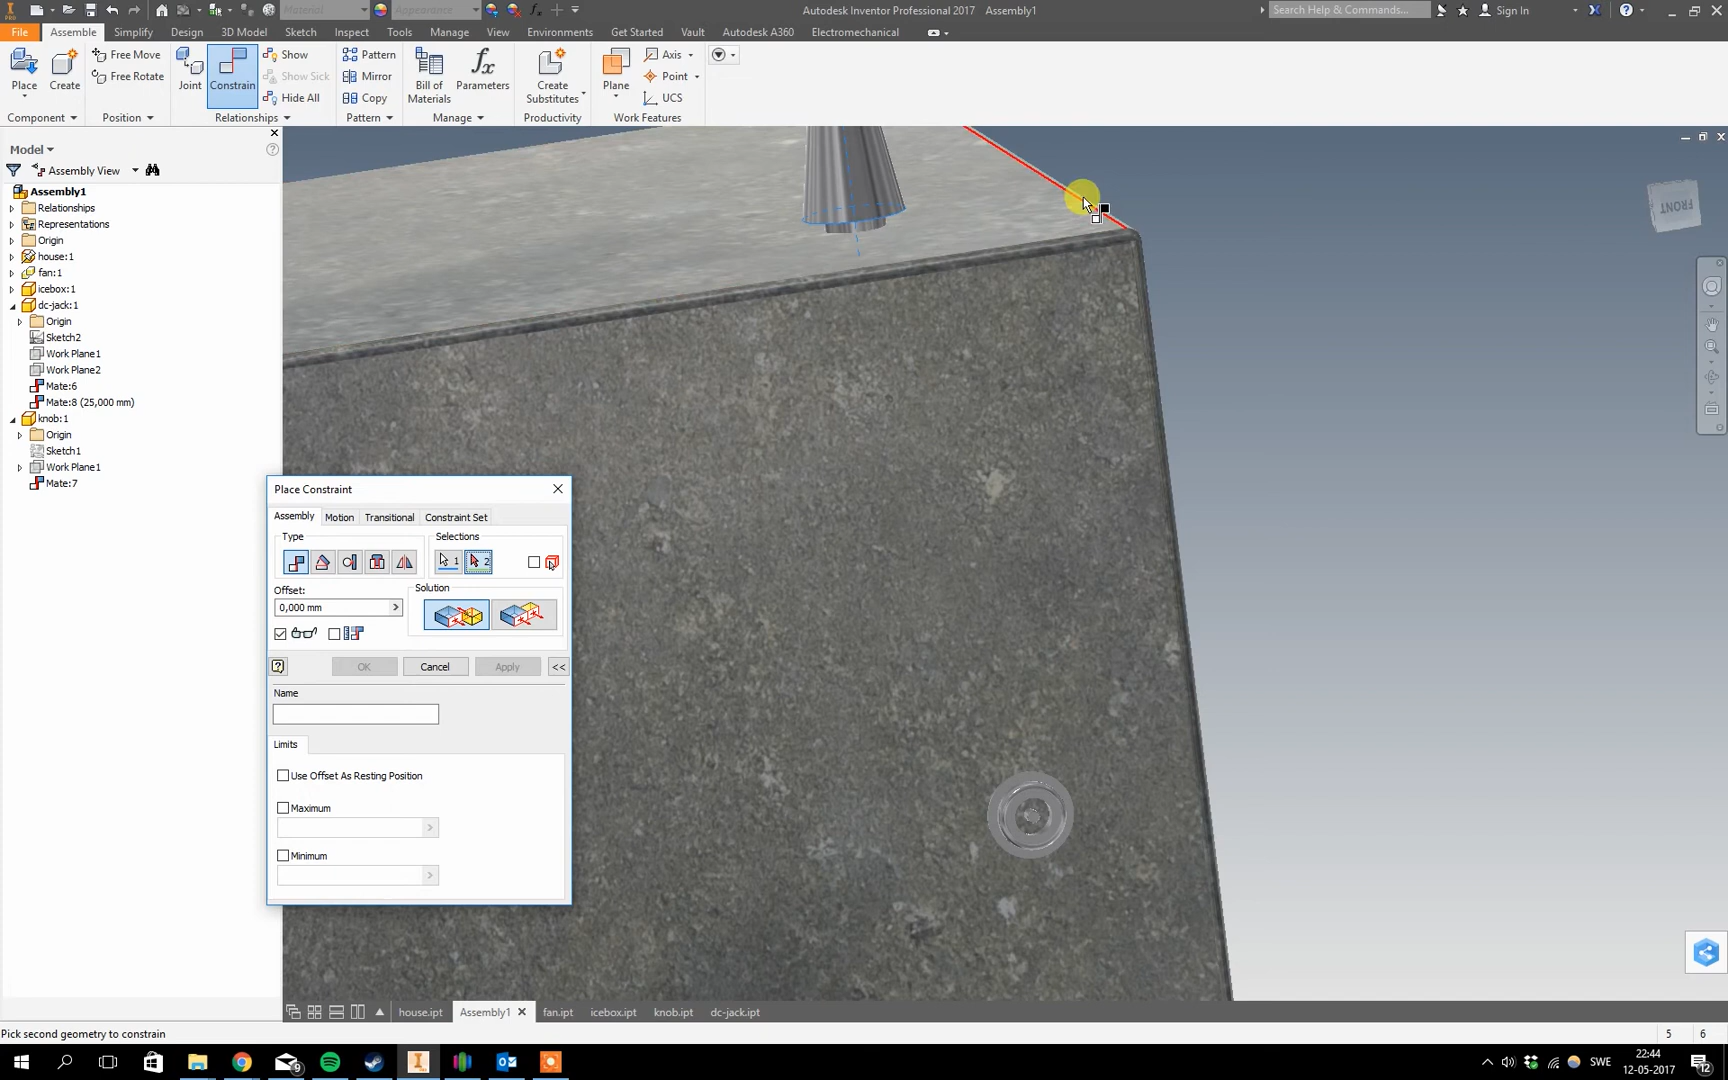 Material
Appearance
Autodesk Inventor Professional 2017 Assembly1
Search Help & Commands...
Sign In
File
Assemble
Simplify
Design
3D Model
Sketch
Inspect
Tools
Manage
View
Environments
Get Started
Vault
Autodesk A360
Electromechanical
Place
Create
Free Move
Free Rotate
Joint
Constrain
Show
Show Sick
Hide All
Pattern
Mirror
Copy
Bill of
Materials
Parameters
Create
Substitutes
Plane
Axis
Point
UCS
Component
Position
Relationships
Pattern
Manage
Productivity
Work Features
Model
Assembly View
Assembly1
Relationships
Representations
Origin
house:1
fan:1
icebox:1
dc-jack:1
Origin
Sketch2
Work Plane1
Work Plane2
Mate:6
Mate:8 (25,000 mm)
knob:1
Origin
Sketch1
Work Plane1
Mate:7
FRONT
Place Constraint
Assembly
Motion
Transitional
Constraint Set
Type
Selections
1
2
Offset:
0,000 mm
Solution
OK
Cancel
Apply
<<
Name
Limits
Use Offset As Resting Position
Maximum
Minimum
house.ipt
Assembly1
fan.ipt
icebox.ipt
knob.ipt
dc-jack.ipt
Pick second geometry to constrain
5
6
9
SWE
22:44
12-05-2017
12